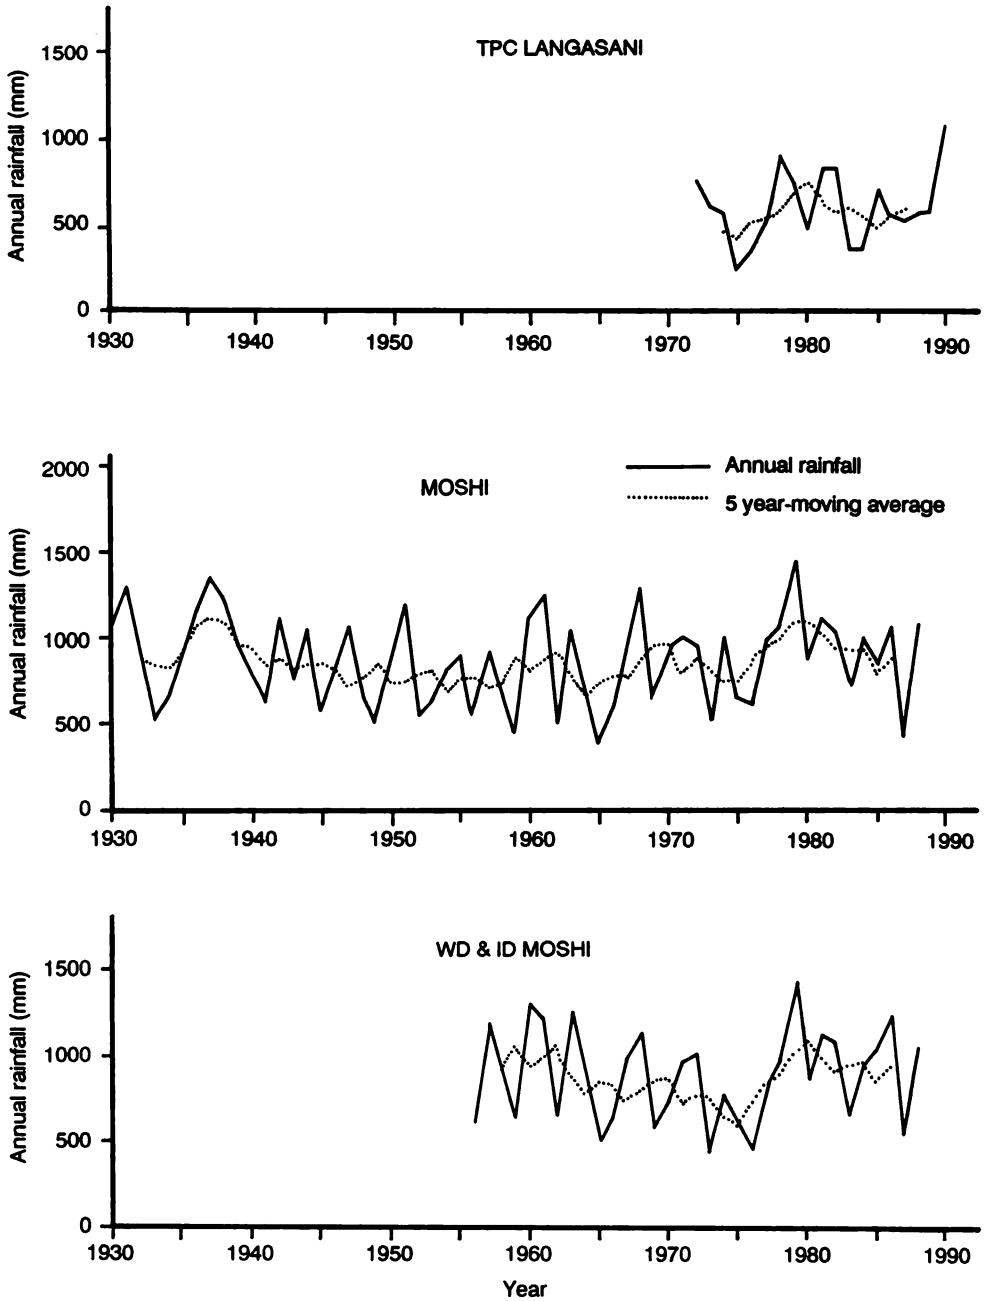 TPC LANGASANI
Annual rainfall (mm)
1500
1000
500
0
1930 1940 1950 1960 1970 1980 1990
MOSHI
Annual rainfall
5 year-moving average
Annual rainfall (mm)
2000
1500
1000
500
0
1930 1940 1950 1960 1970 1980 1990
WD & ID MOSHI
Annual rainfall (mm)
1500
1000
500
0
1930 1940 1950 1960 1970 1980 1990
Year